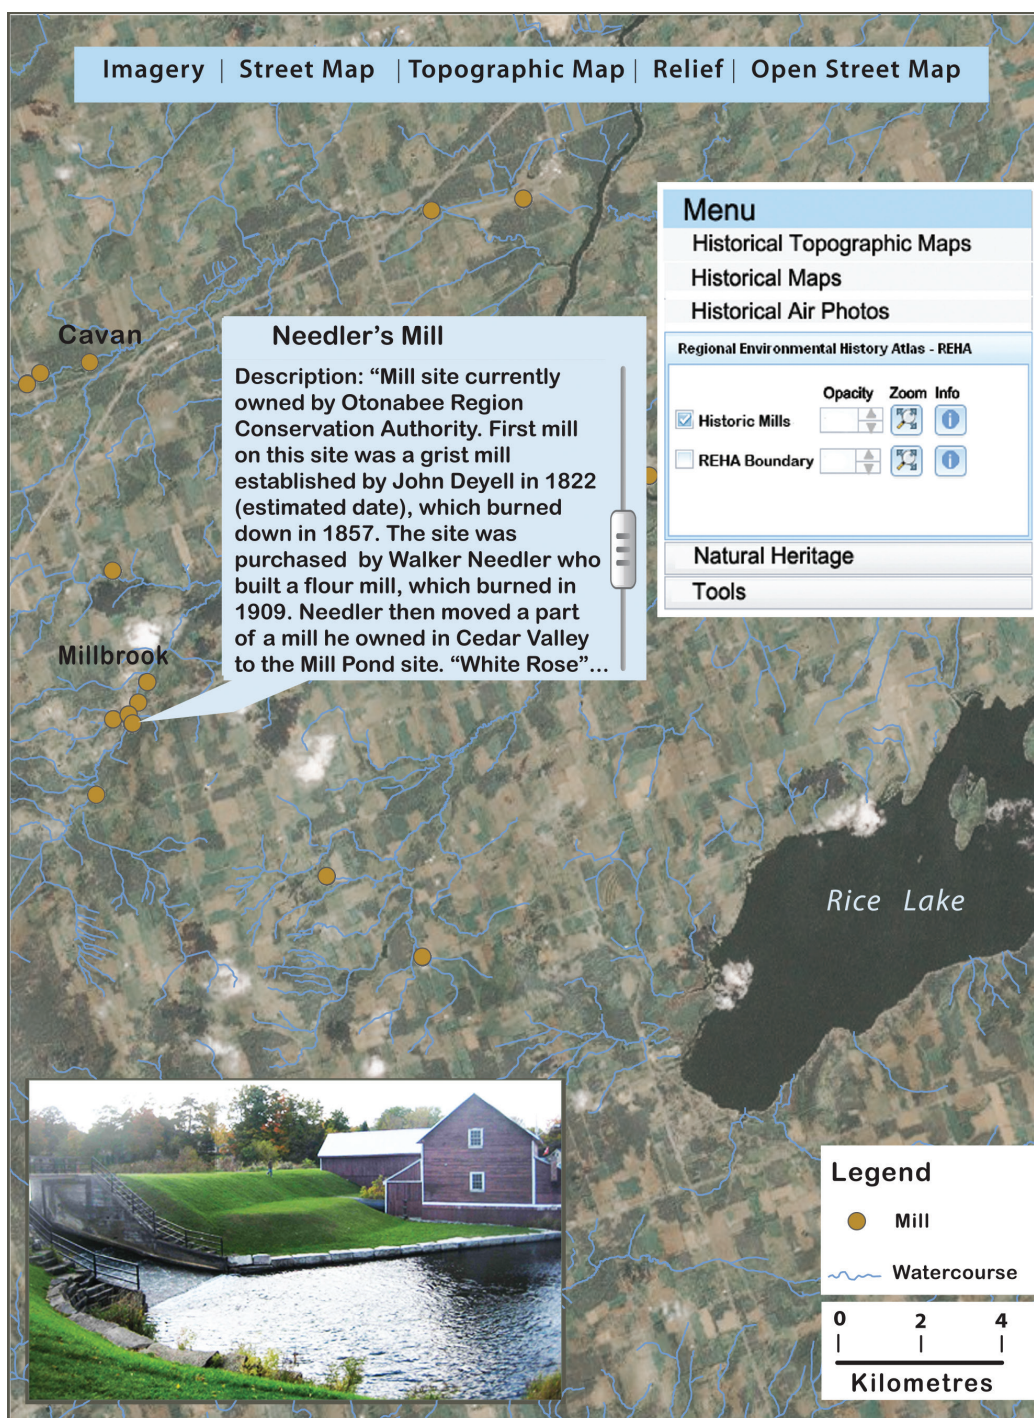 Imagery | Street Map | Topographic Map | Relief | Open Street Map
Menu
Historical Topographic Maps
Historical Maps
Historical Air Photos
Regional Environmental History Atlas - REHA
Opacity Zoom Info
Historic Mills
REHA Boundary
Natural Heritage
Tools
Cavan
Needler's Mill
Description: “Mill site currently
owned by Otonabee Region
Conservation Authority. First mill
on this site was a grist mill
established by John Deyell in 1822
(estimated date), which burned
down in 1857. The site was
purchased by Walker Needler who
built a flour mill, which burned in
1909. Needler then moved a part
of a mill he owned in Cedar Valley
to the Mill Pond site. “White Rose”...
Millbrook
Rice Lake
Legend
Mill
Watercourse
0 2 4
Kilometres